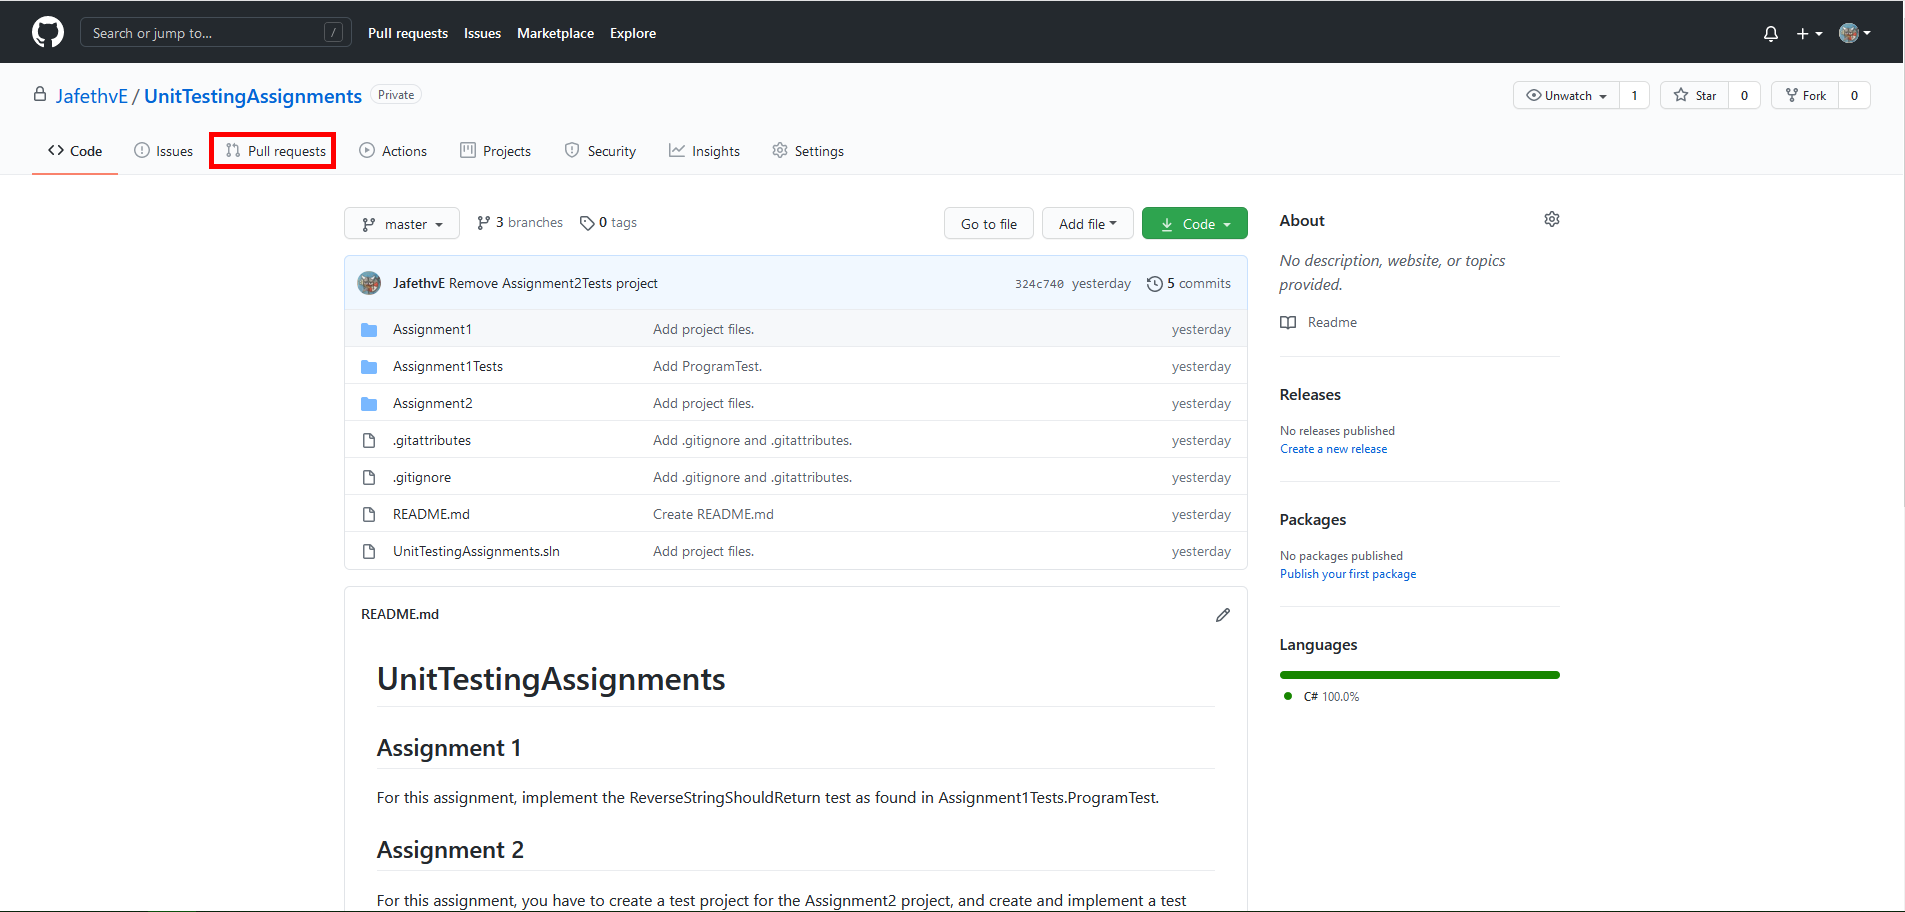 Search or jump to... /
Pull requests Issues Marketplace Explore
JafethvE / UnitTestingAssignments Private
Unwatch 1 Star 0 Fork 0
Code Issues Pull requests Actions Projects Security Insights Settings
master 3 branches 0 tags Go to file Add file Code
JafethvE Remove Assignment2Tests project 324c740 yesterday 5 commits
Assignment1 Add project files. yesterday
Assignment1Tests Add ProgramTest. yesterday
Assignment2 Add project files. yesterday
.gitattributes Add .gitignore and .gitattributes. yesterday
.gitignore Add .gitignore and .gitattributes. yesterday
README.md Create README.md yesterday
UnitTestingAssignments.sln Add project files. yesterday
README.md
UnitTestingAssignments
Assignment 1
For this assignment, implement the ReverseStringShouldReturn test as found in Assignment1Tests.ProgramTest.
Assignment 2
For this assignment, you have to create a test project for the Assignment2 project, and create and implement a test
About
No description, website, or topics
provided.
Readme
Releases
No releases published
Create a new release
Packages
No packages published
Publish your first package
Languages
C# 100.0%